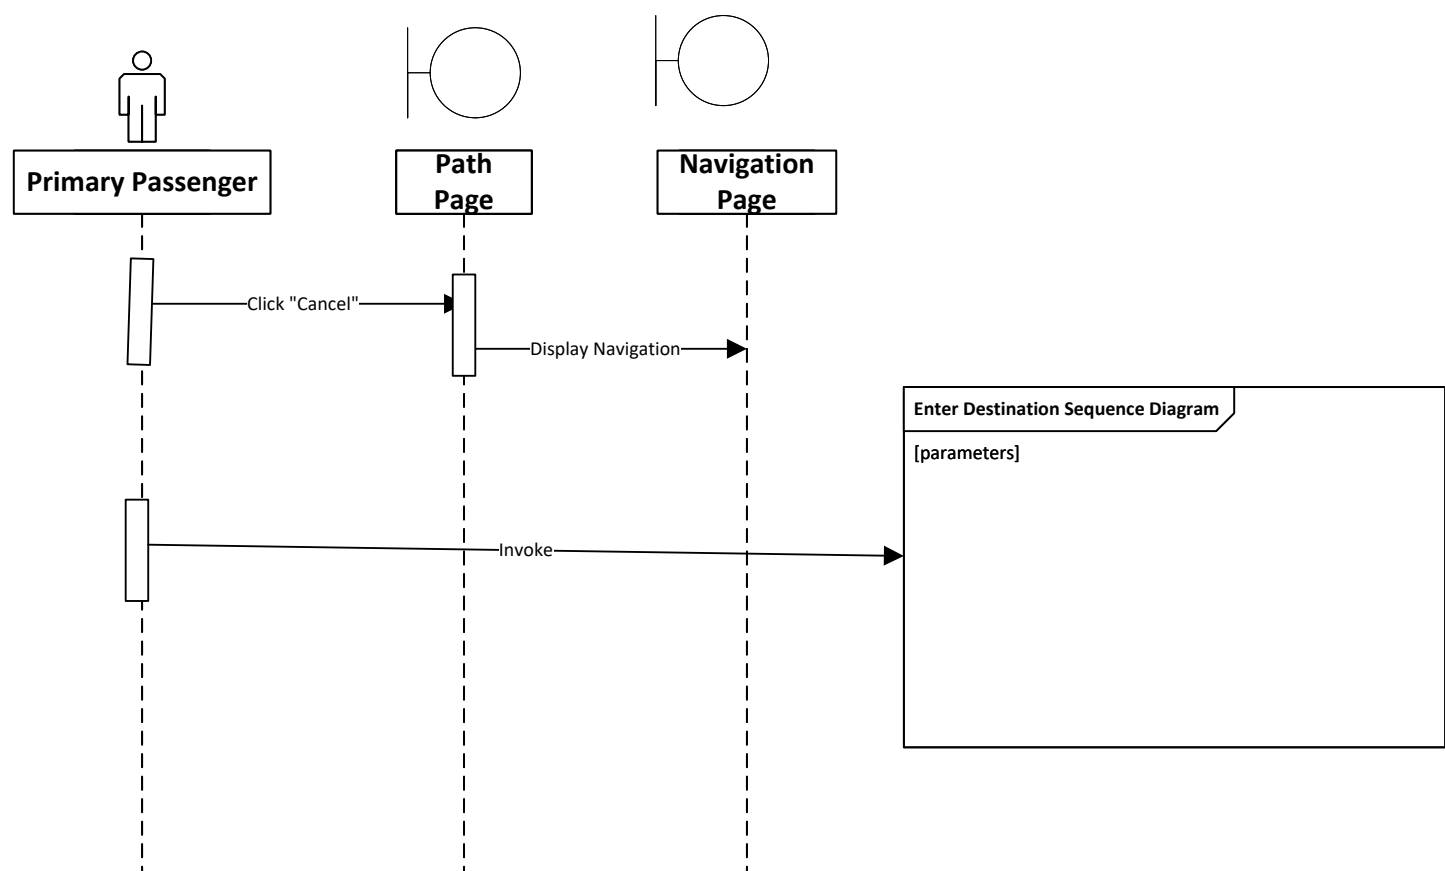 Primary Passenger
Path
Page
Navigation
Page
Click "Cancel"
Display Navigation
Enter Destination Sequence Diagram
[parameters]
Invoke